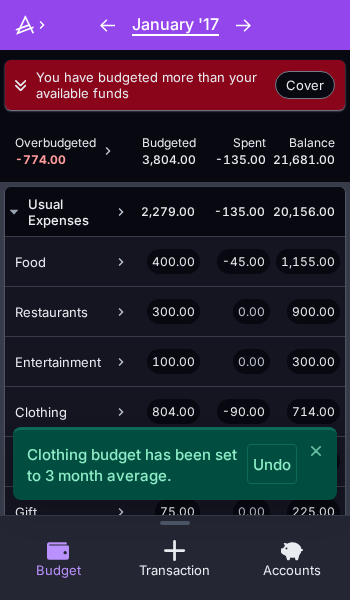 January '17
You have budgeted more than your
available funds
Cover
Overbudgeted Budgeted Spent Balance
-774.00 3,804.00 -135.00 21,681.00
Usual
Expenses 2,279.00 -135.00 20,156.00
Food 400.00 -45.00 1,155.00
Restaurants 300.00 0.00 900.00
Entertainment 100.00 0.00 300.00
Clothing 804.00 -90.00 714.00
Clothing budget has been set
to 3 month average.
Undo
Gift 75.00 0.00 225.00
Budget Transaction Accounts